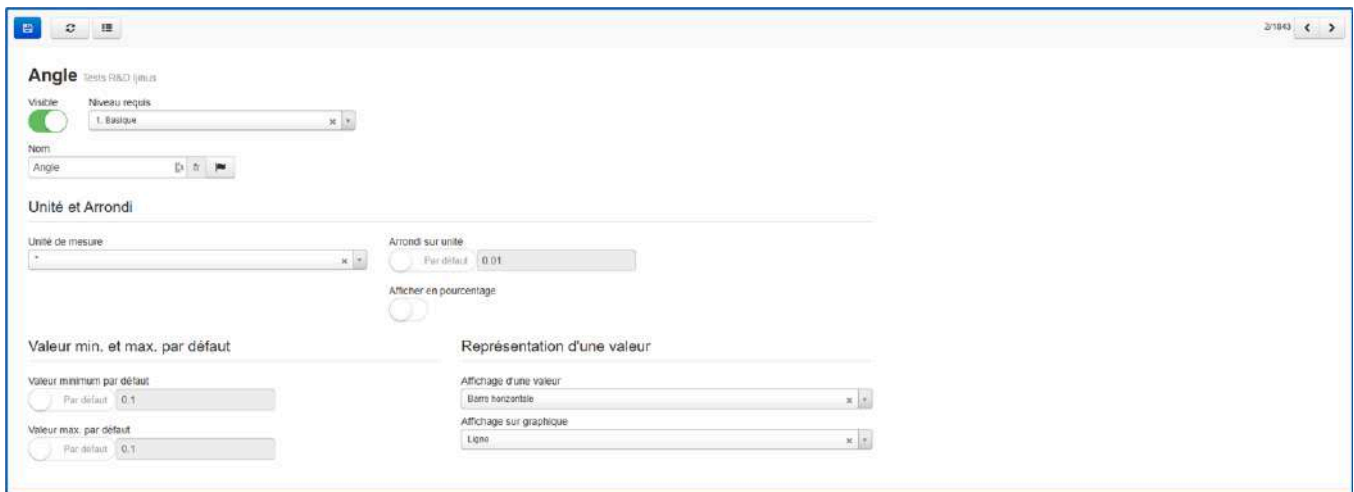 2/1843
Angle Tests R&D Ijinus
Visible Niveau requis
1. Basique
Nom
Angle fr
Unité et Arrondi
Unité de mesure Arrondi sur unité
° Par défaut 0.01
Afficher en pourcentage
Valeur min. et max. par défaut Représentation d'une valeur
Valeur minimum par défaut Affichage d'une valeur
Par défaut 0.1 Barre horizontale
Valeur max. par défaut Affichage sur graphique
Par défaut 0.1 Ligne